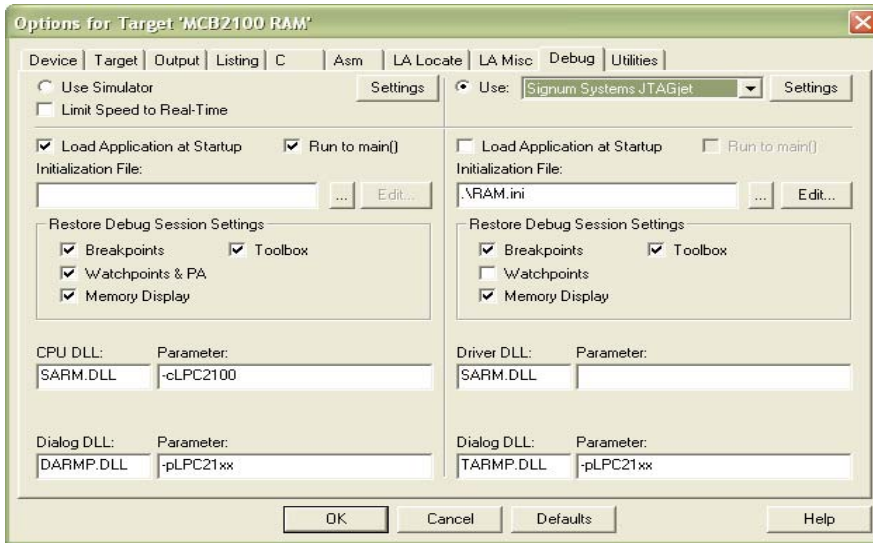 Options for Target 'MCB2100 RAM'
Device Target Output Listing C Asm LA Locate LA Misc Debug Utilities
Use Simulator Settings
Limit Speed to Real-Time
Use: Signum Systems JTAGjet Settings
Load Application at Startup Run to main()
Initialization File:
... Edit...
Load Application at Startup Run to main()
Initialization File:
.\RAM.ini ... Edit...
Restore Debug Session Settings
Breakpoints Toolbox
Watchpoints & PA
Memory Display
Restore Debug Session Settings
Breakpoints Toolbox
Watchpoints
Memory Display
CPU DLL: Parameter:
SARM.DLL -cLPC2100
Driver DLL: Parameter:
SARM.DLL
Dialog DLL: Parameter:
DARMP.DLL -pLPC21xx
Dialog DLL: Parameter:
TARMP.DLL -pLPC21xx
OK Cancel Defaults Help